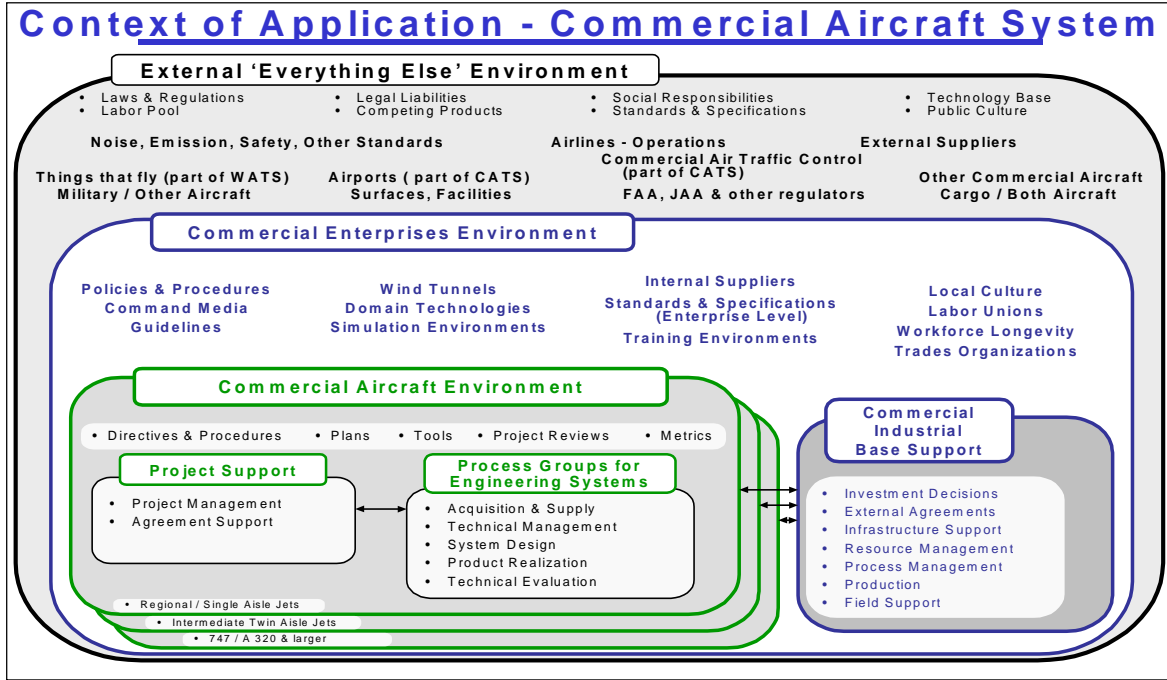 Context of Application - Commercial Aircraft System
External ‘Everything Else’ Environment
• Laws & Regulations
• Labor Pool
• Legal Liabilities
• Competing Products
• Social Responsibilities
• Standards & Specifications
• Technology Base
• Public Culture
Noise, Emission, Safety, Other Standards
Airlines - Operations
External Suppliers
Commercial Air Traffic Control
(part of CATS)
Things that fly (part of WATS)
Military / Other Aircraft
Airports ( part of CATS)
Surfaces, Facilities
FAA, JAA & other regulators
Other Commercial Aircraft
Cargo / Both Aircraft
Commercial Enterprises Environment
Policies & Procedures
Command Media
Guidelines
Wind Tunnels
Domain Technologies
Simulation Environments
Internal Suppliers
Standards & Specifications
(Enterprise Level)
Training Environments
Local Culture
Labor Unions
Workforce Longevity
Trades Organizations
Commercial Aircraft Environment
• Directives & Procedures • Plans • Tools • Project Reviews • Metrics
Project Support
• Project Management
• Agreement Support
Process Groups for
Engineering Systems
• Acquisition & Supply
• Technical Management
• System Design
• Product Realization
• Technical Evaluation
• Regional / Single Aisle Jets
• Intermediate Twin Aisle Jets
• 747 / A 320 & larger
Commercial
Industrial
Base Support
• Investment Decisions
• External Agreements
• Infrastructure Support
• Resource Management
• Process Management
• Production
• Field Support